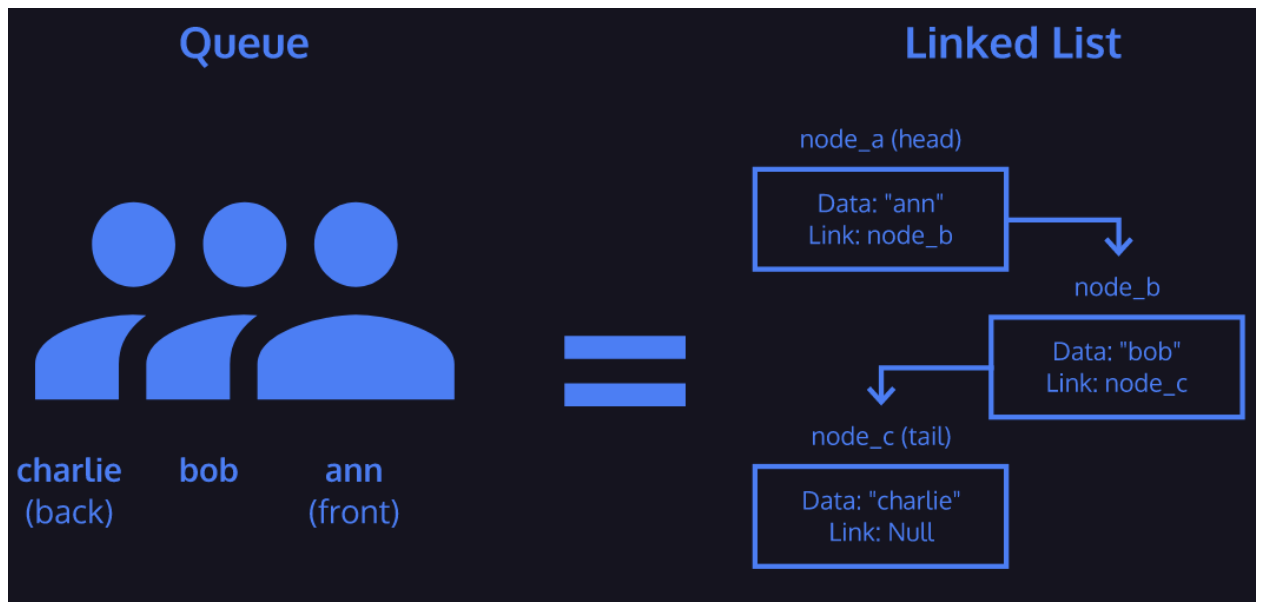 Queue
charlie
(back)
bob
ann
(front)
Linked List
node_a (head)
Data: "ann"
Link: node_b
node_b
Data: "bob"
Link: node_c
node_c (tail)
Data: "charlie"
Link: Null